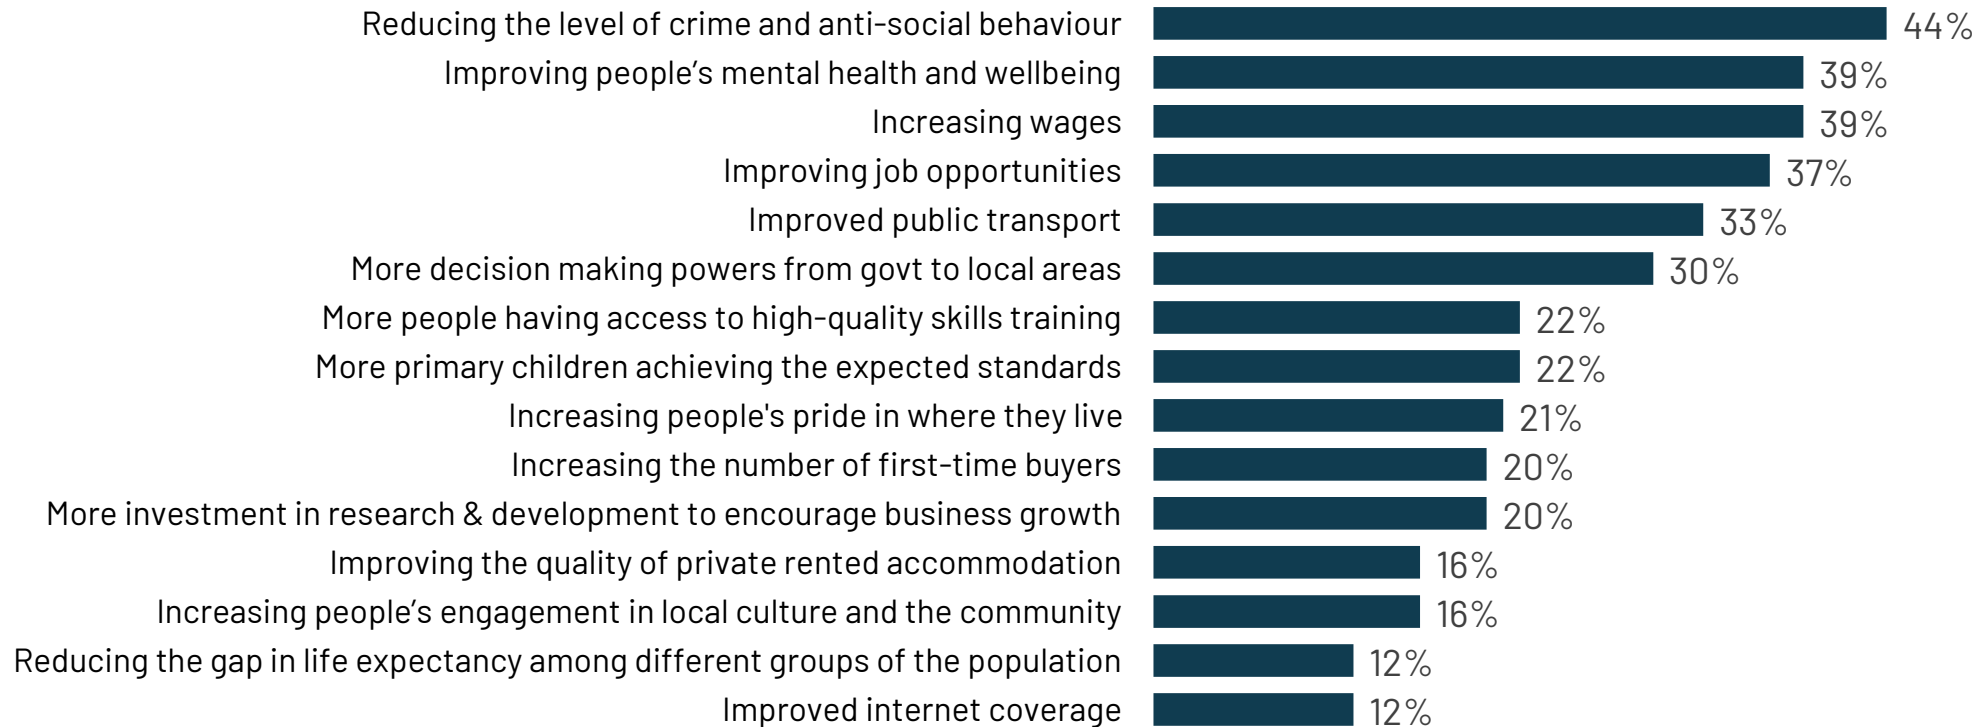 Reducing the level of crime and anti-social behaviour 44%
Improving people’s mental health and wellbeing 39%
Increasing wages 39%
Improving job opportunities 37%
Improved public transport 33%
More decision making powers from govt to local areas 30%
More people having access to high-quality skills training 22%
More primary children achieving the expected standards 22%
Increasing people's pride in where they live 21%
Increasing the number of first-time buyers 20%
More investment in research & development to encourage business growth 20%
Improving the quality of private rented accommodation 16%
Increasing people’s engagement in local culture and the community 16%
Reducing the gap in life expectancy among different groups of the population 12%
Improved internet coverage 12%